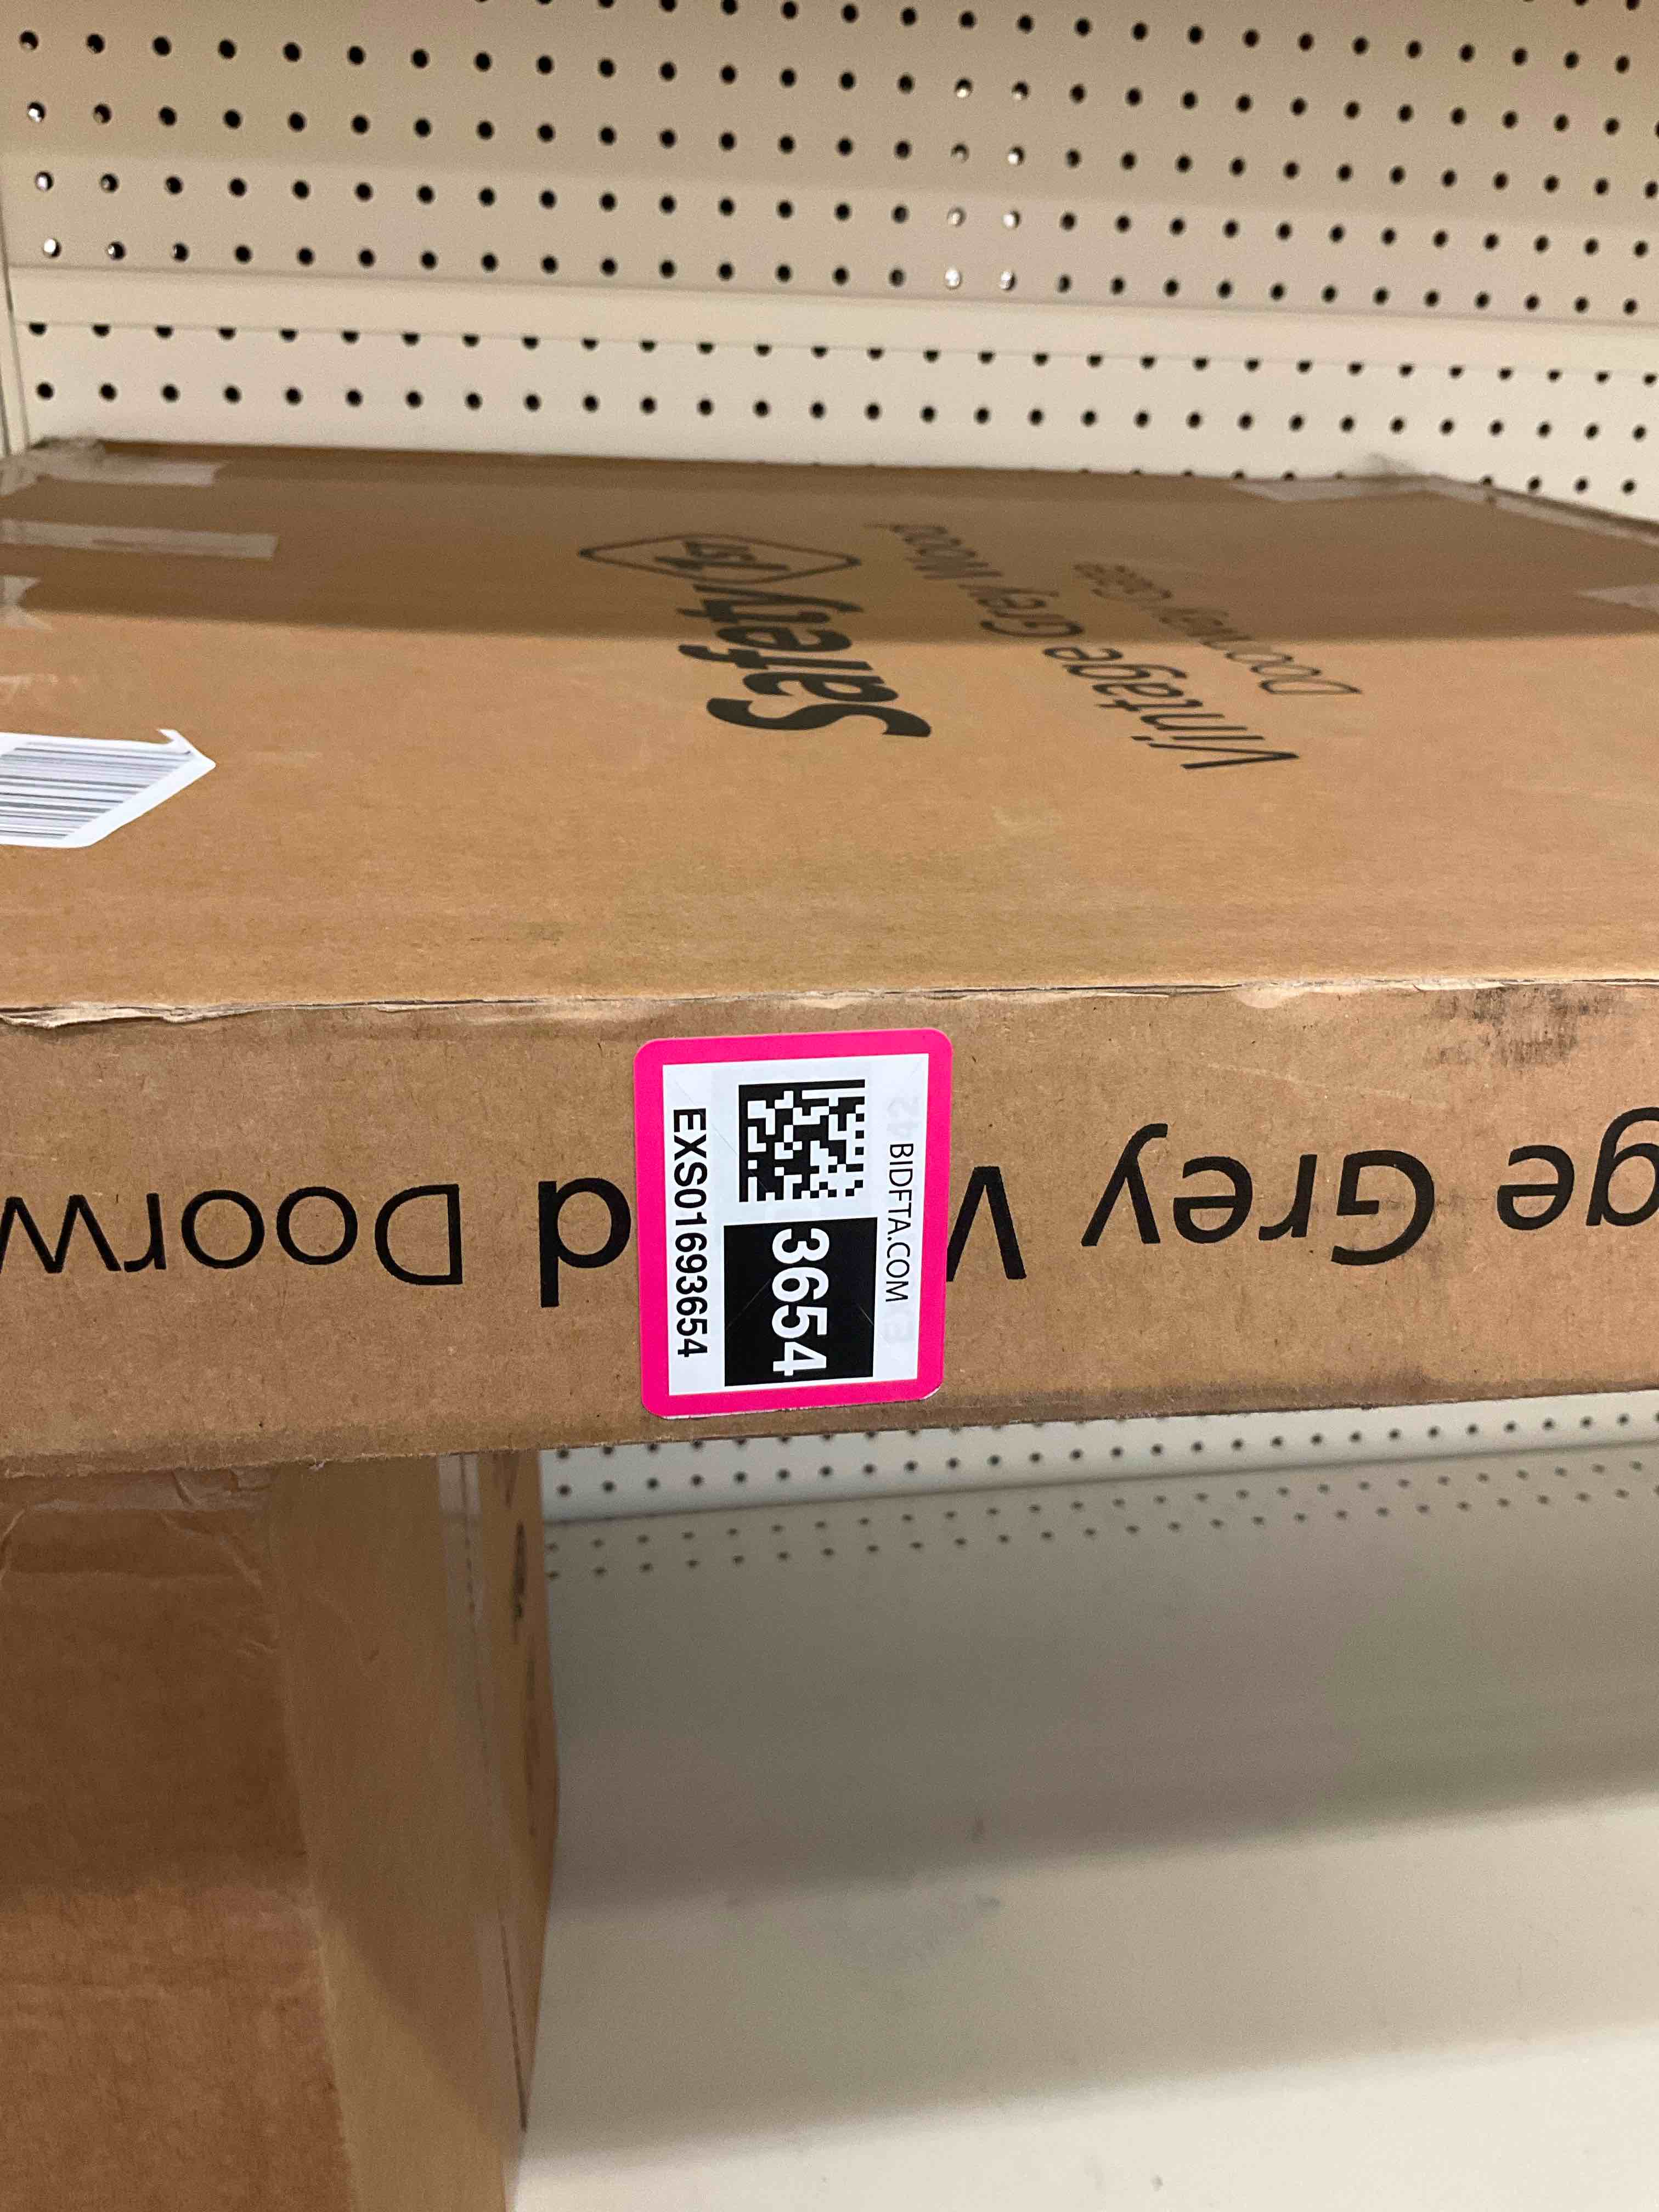 Safety 1st
Vintage Grey Wood
Doorway Gate
ge Grey W d Doorw
BIDFTA.COM
3654
EXS01693654